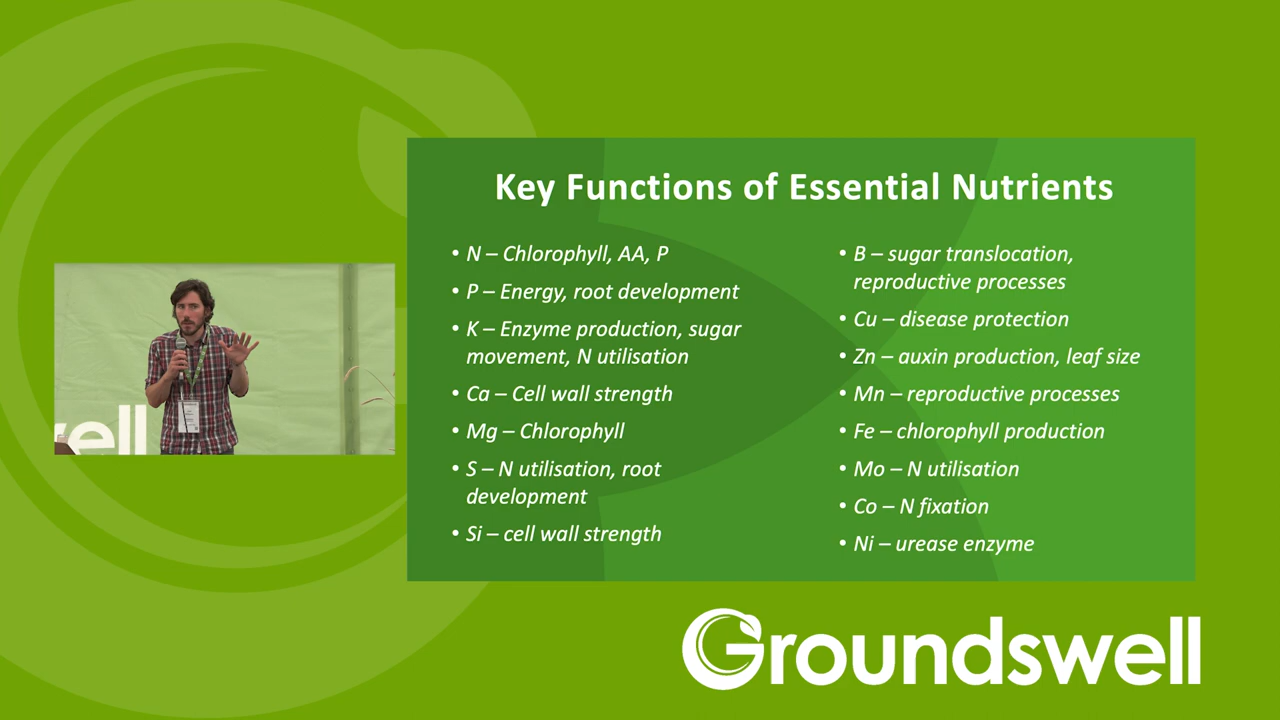 Key Functions of Essential Nutrients
• N – Chlorophyll, AA, P
• P – Energy, root development
• K – Enzyme production, sugar
movement, N utilisation
• Ca – Cell wall strength
• Mg – Chlorophyll
• S – N utilisation, root
development
• Si – cell wall strength
• B – sugar translocation,
reproductive processes
• Cu – disease protection
• Zn – auxin production, leaf size
• Mn – reproductive processes
• Fe – chlorophyll production
• Mo – N utilisation
• Co – N fixation
• Ni – urease enzyme
ell
Groundswell